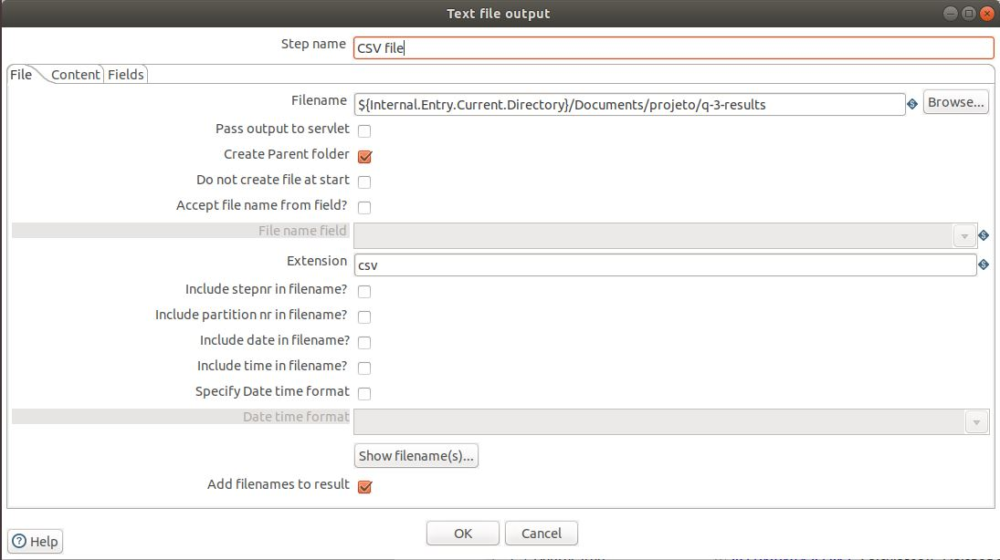 Text file output
Step name CSV file
File Content Fields
Filename ${Internal.Entry.Current.Directory}/Documents/projeto/q-3-results Browse...
Pass output to servlet
Create Parent folder
Do not create file at start
Accept file name from field?
File name field
Extension csv
Include stepnr in filename?
Include partition nr in filename?
Include date in filename?
Include time in filename?
Specify Date time format
Date time format
Show filename(s)...
Add filenames to result
OK Cancel
Help